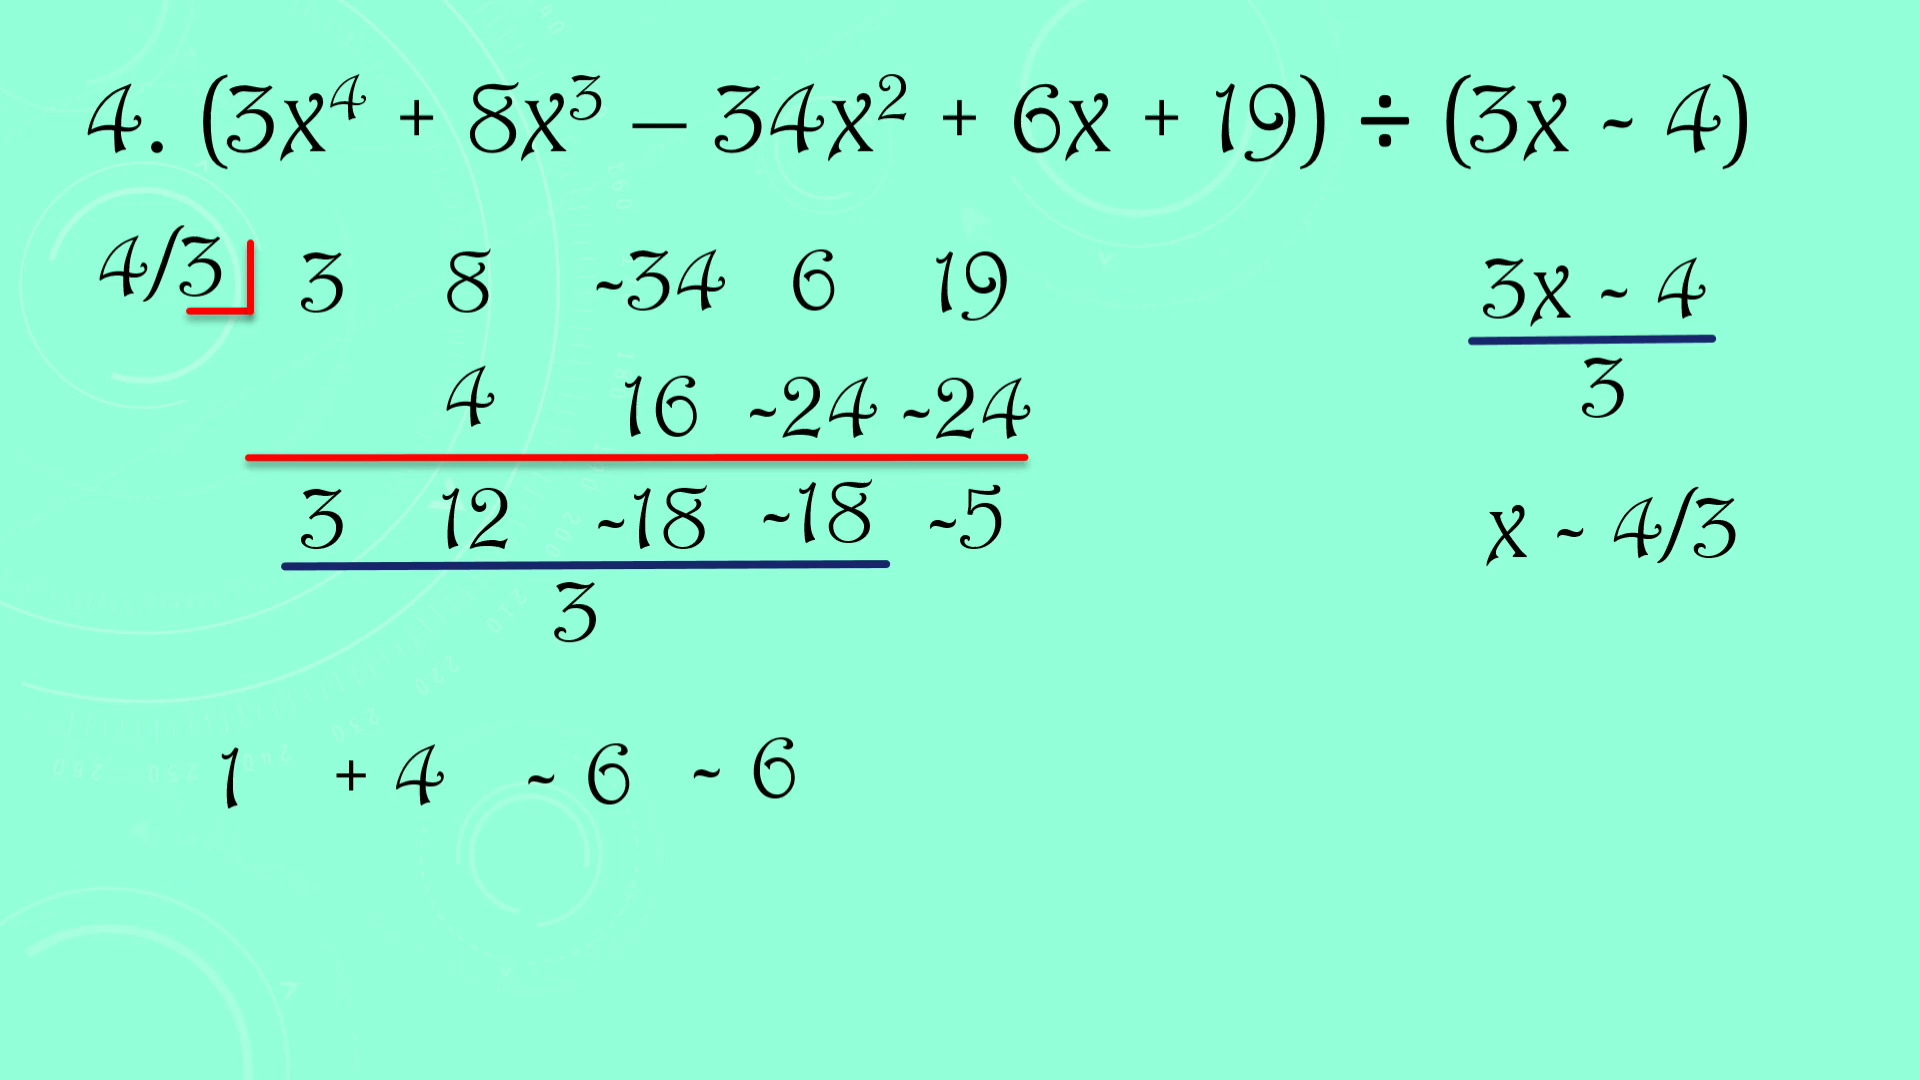 4. (3x⁴ + 8x³ – 34x² + 6x + 19) ÷ (3x - 4)
4/3 3 8 -34 6 19
4 16 -24 -24
3 12 -18 -18 -5
3
1 + 4 - 6 - 6
3x - 4
3
x - 4/3